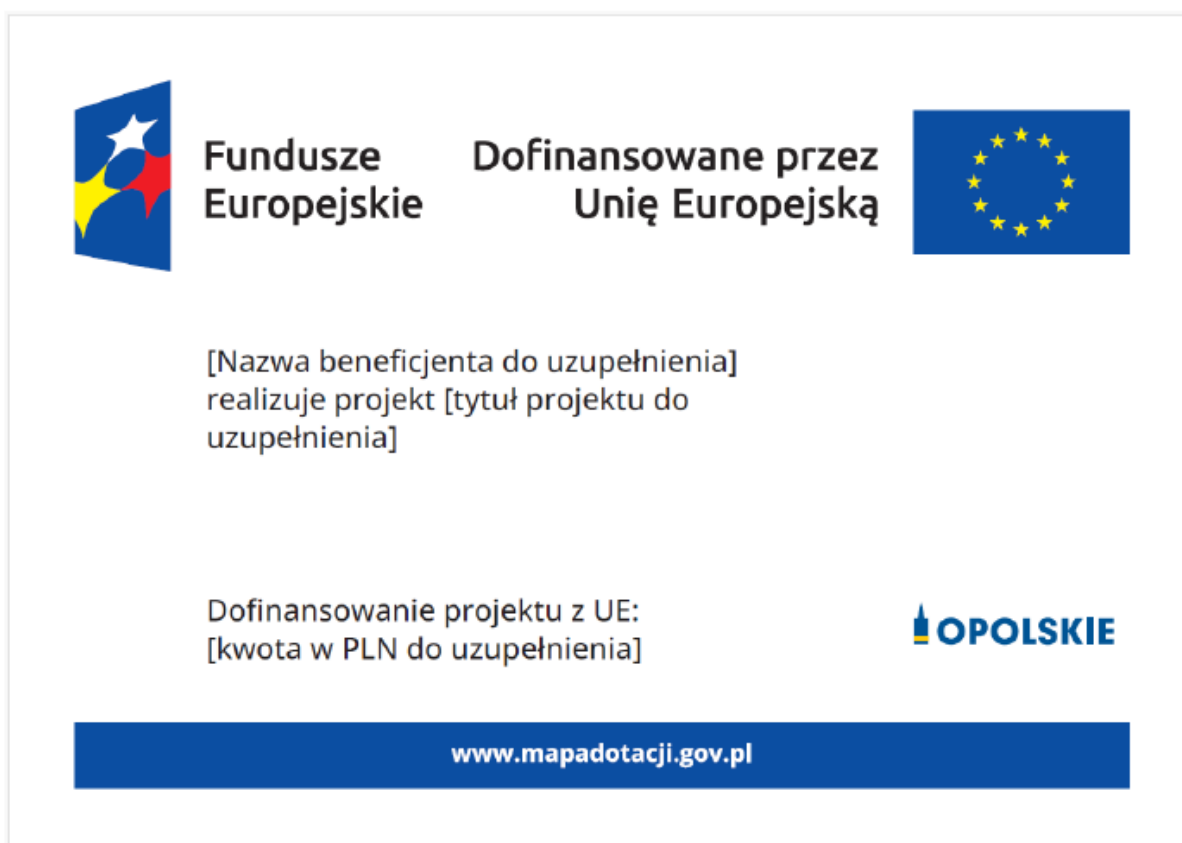 Fundusze
Europejskie
Dofinansowane przez
Unię Europejską
[Nazwa beneficjenta do uzupełnienia]
realizuje projekt [tytuł projektu do
uzupełnienia]
Dofinansowanie projektu z UE:
[kwota w PLN do uzupełnienia]
OPOLSKIE
www.mapadotacji.gov.pl